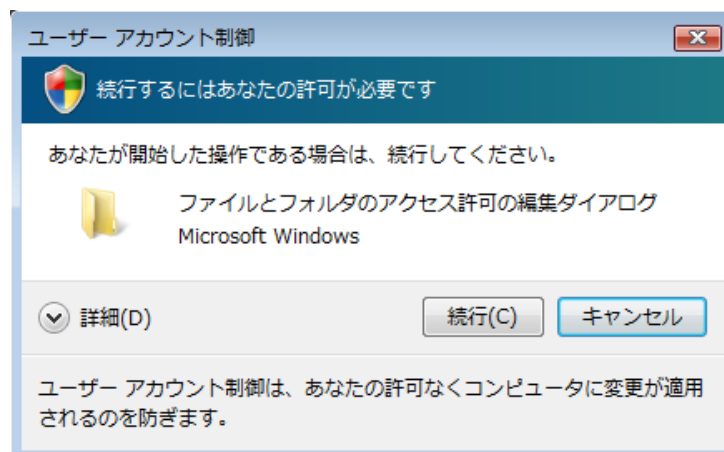 ユーザー アカウント制御
続行するにはあなたの許可が必要です
あなたが開始した操作である場合は、続行してください。
ファイルとフォルダのアクセス許可の編集ダイアログ
Microsoft Windows
詳細(D)
続行(C)
キャンセル
ユーザー アカウント制御は、あなたの許可なくコンピュータに変更が適用
されるのを防ぎます。